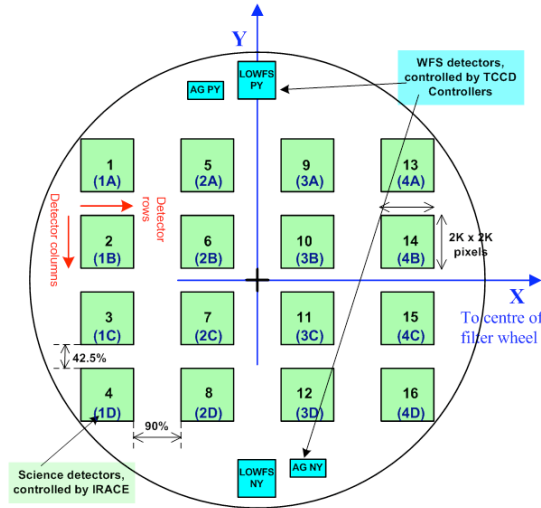 Y
WFS detectors,
controlled by TCCD
Controllers
LOWFS
PY
AG PY
1
(1A)
5
(2A)
9
(3A)
13
(4A)
Detector columns
Detector
rows
2
(1B)
6
(2B)
10
(3B)
14
(4B)
2K x 2K
pixels
X
To centre of
filter wheel
3
(1C)
7
(2C)
11
(3C)
15
(4C)
42.5%
4
(1D)
8
(2D)
12
(3D)
16
(4D)
90%
Science detectors,
controlled by IRACE
LOWFS
NY
AG NY